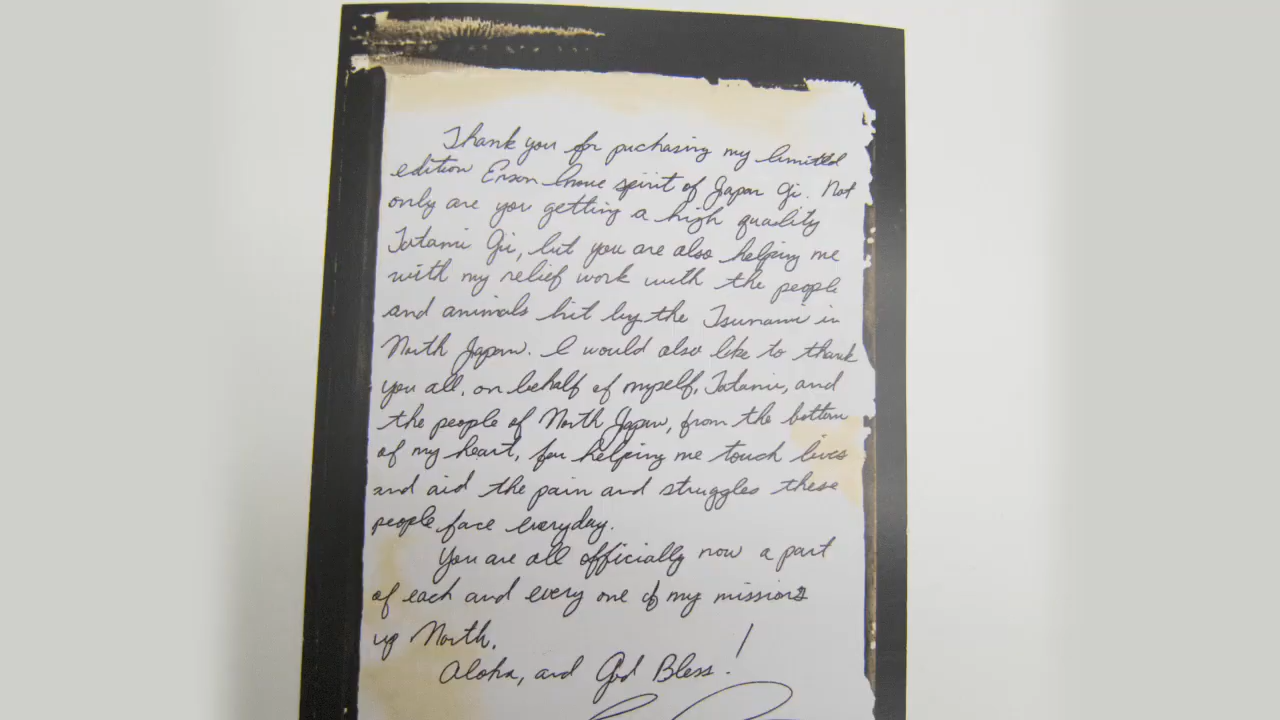 Thank you for puchasing my limited
edition Enson Inoue spirit of Japan Gi. Not
only are you getting a high quality
Tatami Gi, but you are also helping me
with my relief work with the people
and animals hit by the Tsunami in
North Japan. I would also like to thank
you all, on behalf of myself, Tatami, and
the people of North Japan, from the bottom
of my heart, for helping me touch lives
and aid the pain and struggles these
people face everyday.
You are all officially now a part
of each and every one of my missions
up North.
Aloha, and God Bless!